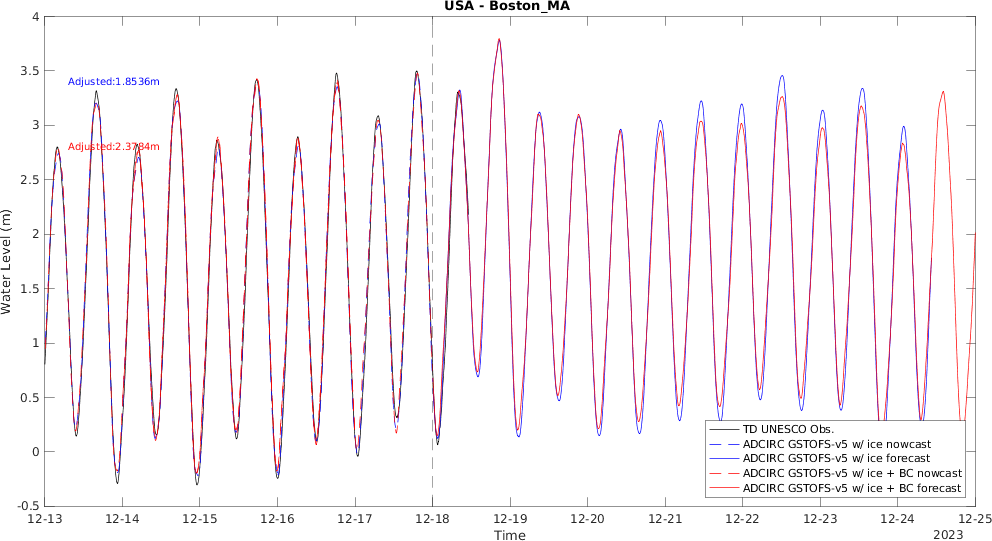 USA - Boston_MA
4
3.5
3
2.5
2
1.5
1
0.5
0
-0.5
Water Level (m)
Adjusted:1.8536m
Adjusted:2.3784m
TD UNESCO Obs.
ADCIRC GSTOFS-v5 w/ ice nowcast
ADCIRC GSTOFS-v5 w/ ice forecast
ADCIRC GSTOFS-v5 w/ ice + BC nowcast
ADCIRC GSTOFS-v5 w/ ice + BC forecast
12-13 12-14 12-15 12-16 12-17 12-18 12-19 12-20 12-21 12-22 12-23 12-24 12-25
Time
2023